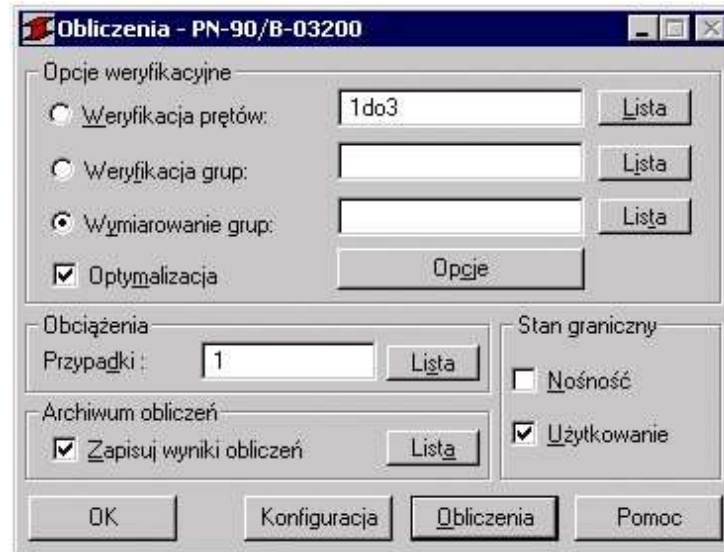 Obliczenia - PN-90/B-03200
Opcje weryfikacyjne
Weryfikacja prętów: 1do3 Lista
Weryfikacja grup: Lista
Wymiarowanie grup: Lista
Optymalizacja Opcje
Obciążenia
Przypadki : 1 Lista
Stan graniczny
Nośność
Użytkowanie
Archiwum obliczeń
Zapisuj wyniki obliczeń Lista
OK Konfiguracja Obliczenia Pomoc